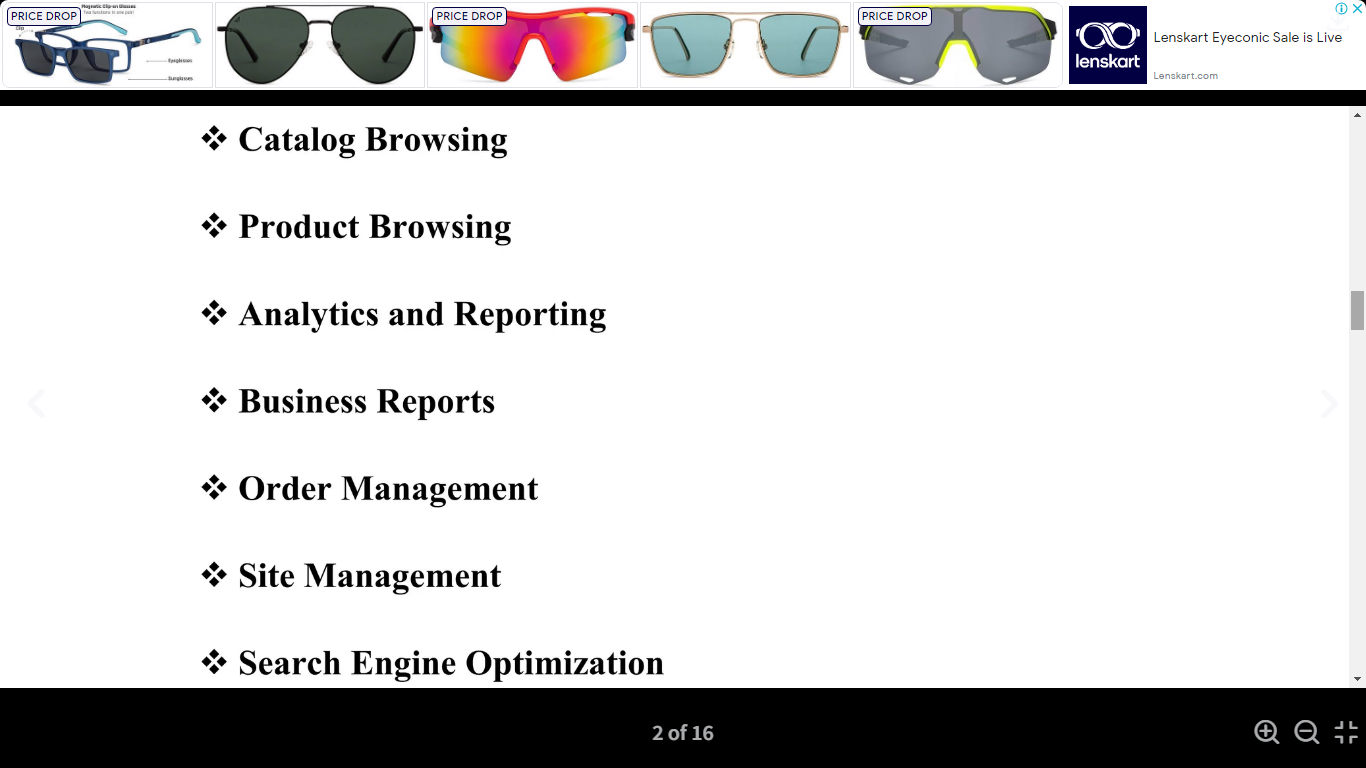 PRICE DROP
Magnetic Clip-on Glasses
Two functions in one pair!
Clip
Eyeglasses
Sunglasses
PRICE DROP
PRICE DROP
lenskart
Lenskart Eyeconic Sale is Live
Lenskart.com
❖ Catalog Browsing
❖ Product Browsing
❖ Analytics and Reporting
❖ Business Reports
❖ Order Management
❖ Site Management
❖ Search Engine Optimization
2 of 16